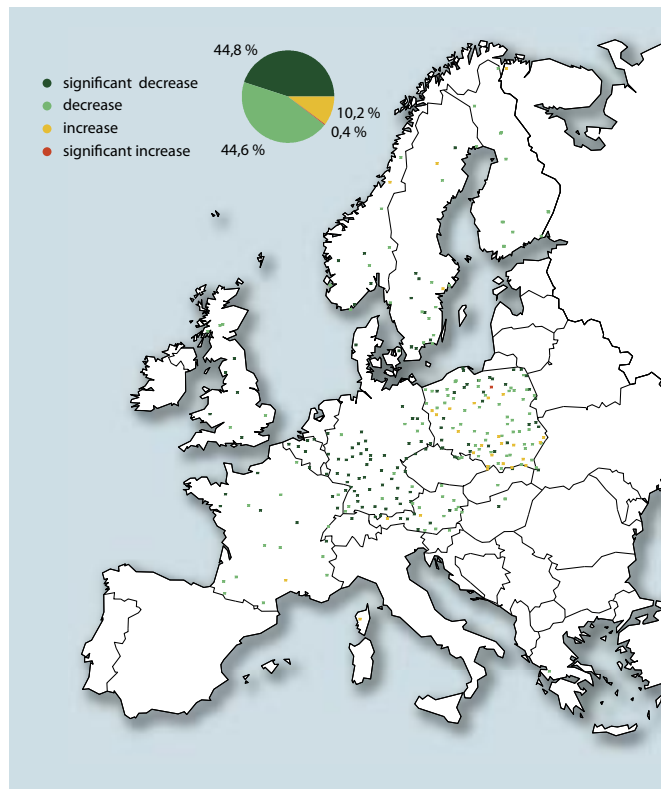 44,8 %
significant decrease
decrease
increase
significant increase
10,2 %
0,4 %
44,6 %